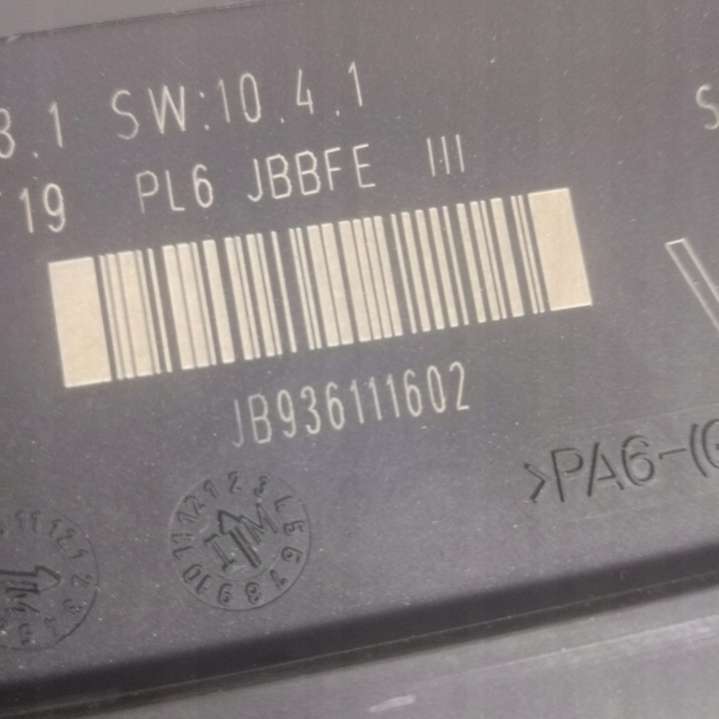 3.1 SW:10.4.1
19 PL6 JBBFE III
JB936111602
>PA6-(G